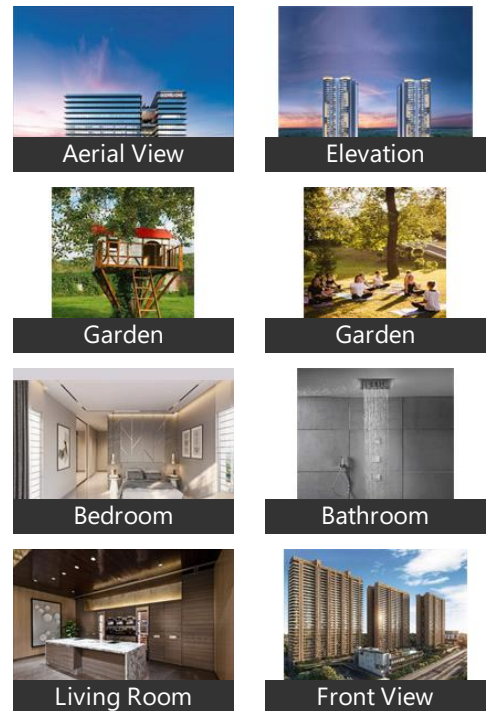 Aerial View
Elevation
Garden
Garden
Bedroom
Bathroom
Living Room
Front View